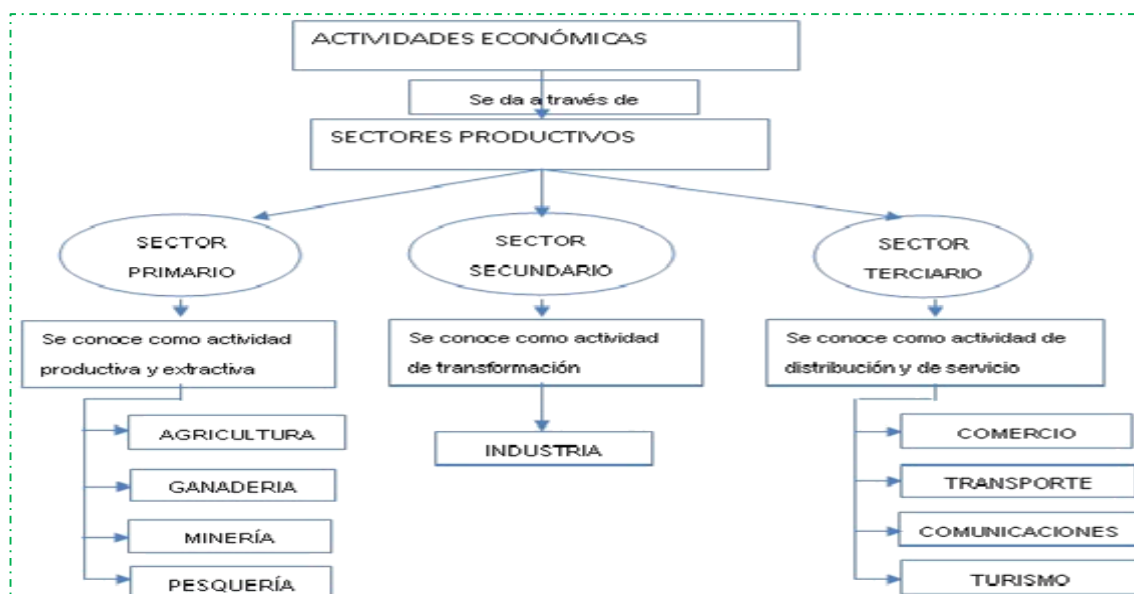 ACTIVIDADES ECONÓMICAS
Se da a través de
SECTORES PRODUCTIVOS
SECTOR
PRIMARIO
SECTOR
SECUNDARIO
SECTOR
TERCIARIO
Se conoce como actividad
productiva y extractiva
Se conoce como actividad
de transformación
Se conoce como actividad de
distribución y de servicio
AGRICULTURA
GANADERIA
MINERÍA
PESQUERÍA
INDUSTRIA
COMERCIO
TRANSPORTE
COMUNICACIONES
TURISMO